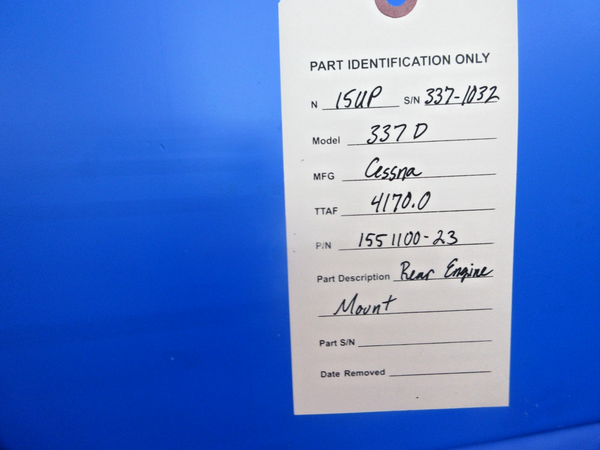 PART IDENTIFICATION ONLY
N 15UP S/N 337-1032
Model 337D
MFG Cessna
TTAF 4170.0
P/N 1551100-23
Part Description Rear Engine
Mount
Part S/N
Date Removed